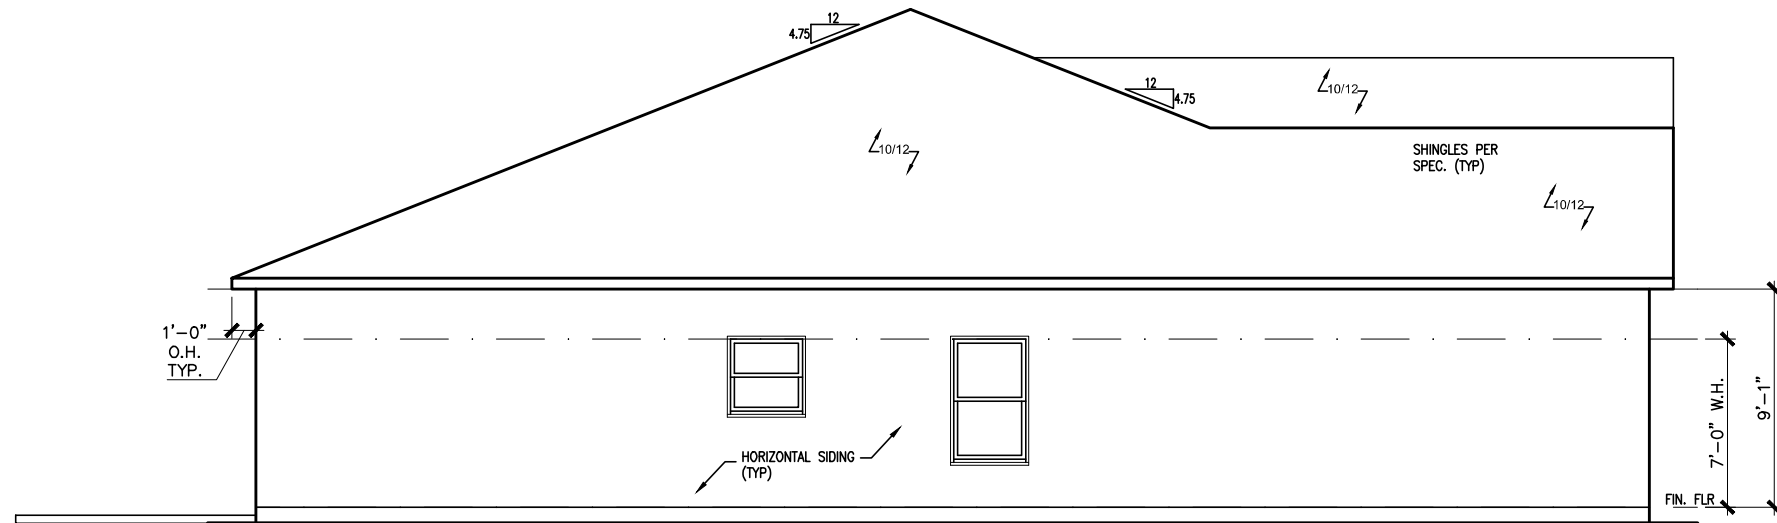 12
4.75
12
4.75
10/12
10/12
SHINGLES PER
SPEC. (TYP)
10/12
1'-0"
O.H.
TYP.
7'-0" W.H.
9'-1"
HORIZONTAL SIDING
(TYP)
FIN. FLR